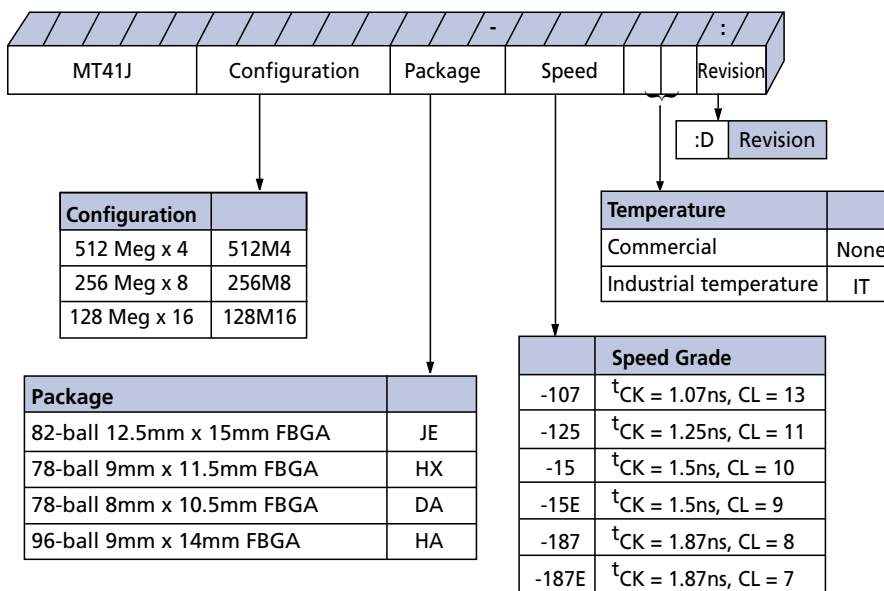 - :
MT41J Configuration Package Speed Revision
:D Revision
Configuration
512 Meg x 4 512M4
256 Meg x 8 256M8
128 Meg x 16 128M16
Temperature
Commercial None
Industrial temperature IT
Package
82-ball 12.5mm x 15mm FBGA JE
78-ball 9mm x 11.5mm FBGA HX
78-ball 8mm x 10.5mm FBGA DA
96-ball 9mm x 14mm FBGA HA
Speed Grade
-107 tCK = 1.07ns, CL = 13
-125 tCK = 1.25ns, CL = 11
-15 tCK = 1.5ns, CL = 10
-15E tCK = 1.5ns, CL = 9
-187 tCK = 1.87ns, CL = 8
-187E tCK = 1.87ns, CL = 7